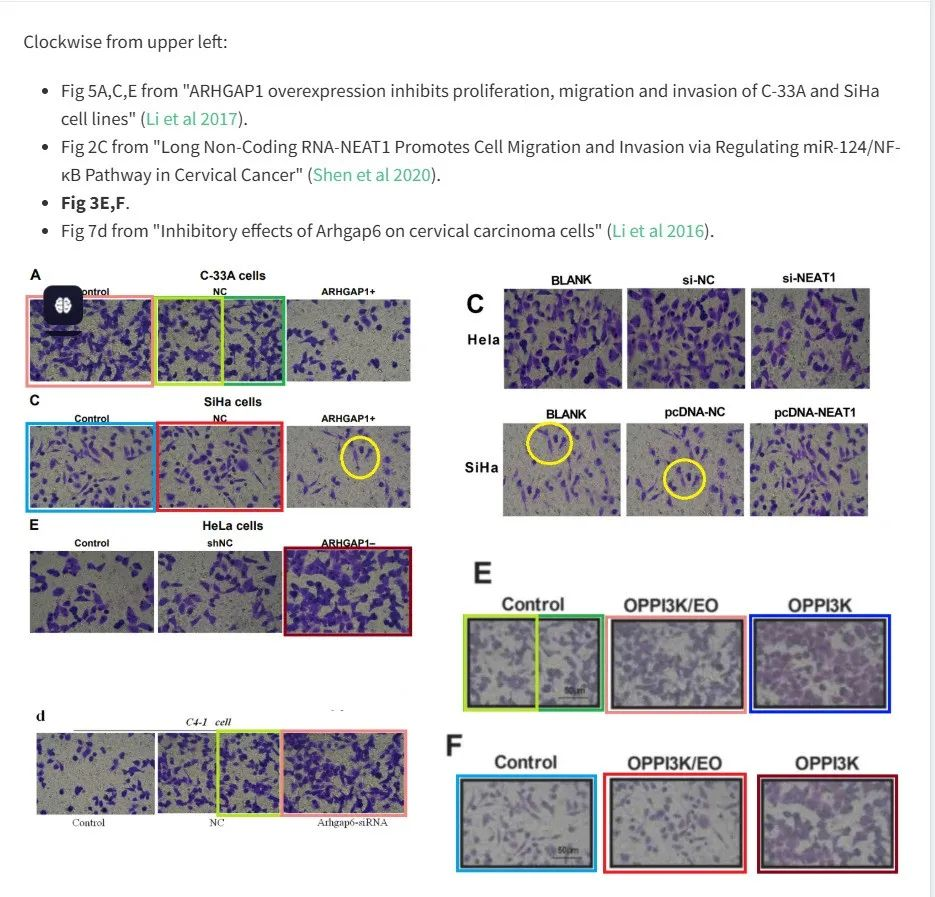 Clockwise from upper left:
Fig 5A,C,E from "ARHGAP1 overexpression inhibits proliferation, migration and invasion of C-33A and SiHa
cell lines" (Li et al 2017).
Fig 2C from "Long Non-Coding RNA-NEAT1 Promotes Cell Migration and Invasion via Regulating miR-124/NF-
κB Pathway in Cervical Cancer" (Shen et al 2020).
Fig 3E,F.
Fig 7d from "Inhibitory effects of Arhgap6 on cervical carcinoma cells" (Li et al 2016).
A C-33A cells
ontrol NC ARHGAP1+
C SiHa cells
Control NC ARHGAP1+
E HeLa cells
Control shNC ARHGAP1–
d
C4-1 cell
Control NC Arhgap6-siRNA
BLANK si-NC si-NEAT1
C
Hela
BLANK pcDNA-NC pcDNA-NEAT1
SiHa
E
Control OPPI3K/EO OPPI3K
50µm
F
Control OPPI3K/EO OPPI3K
50µm